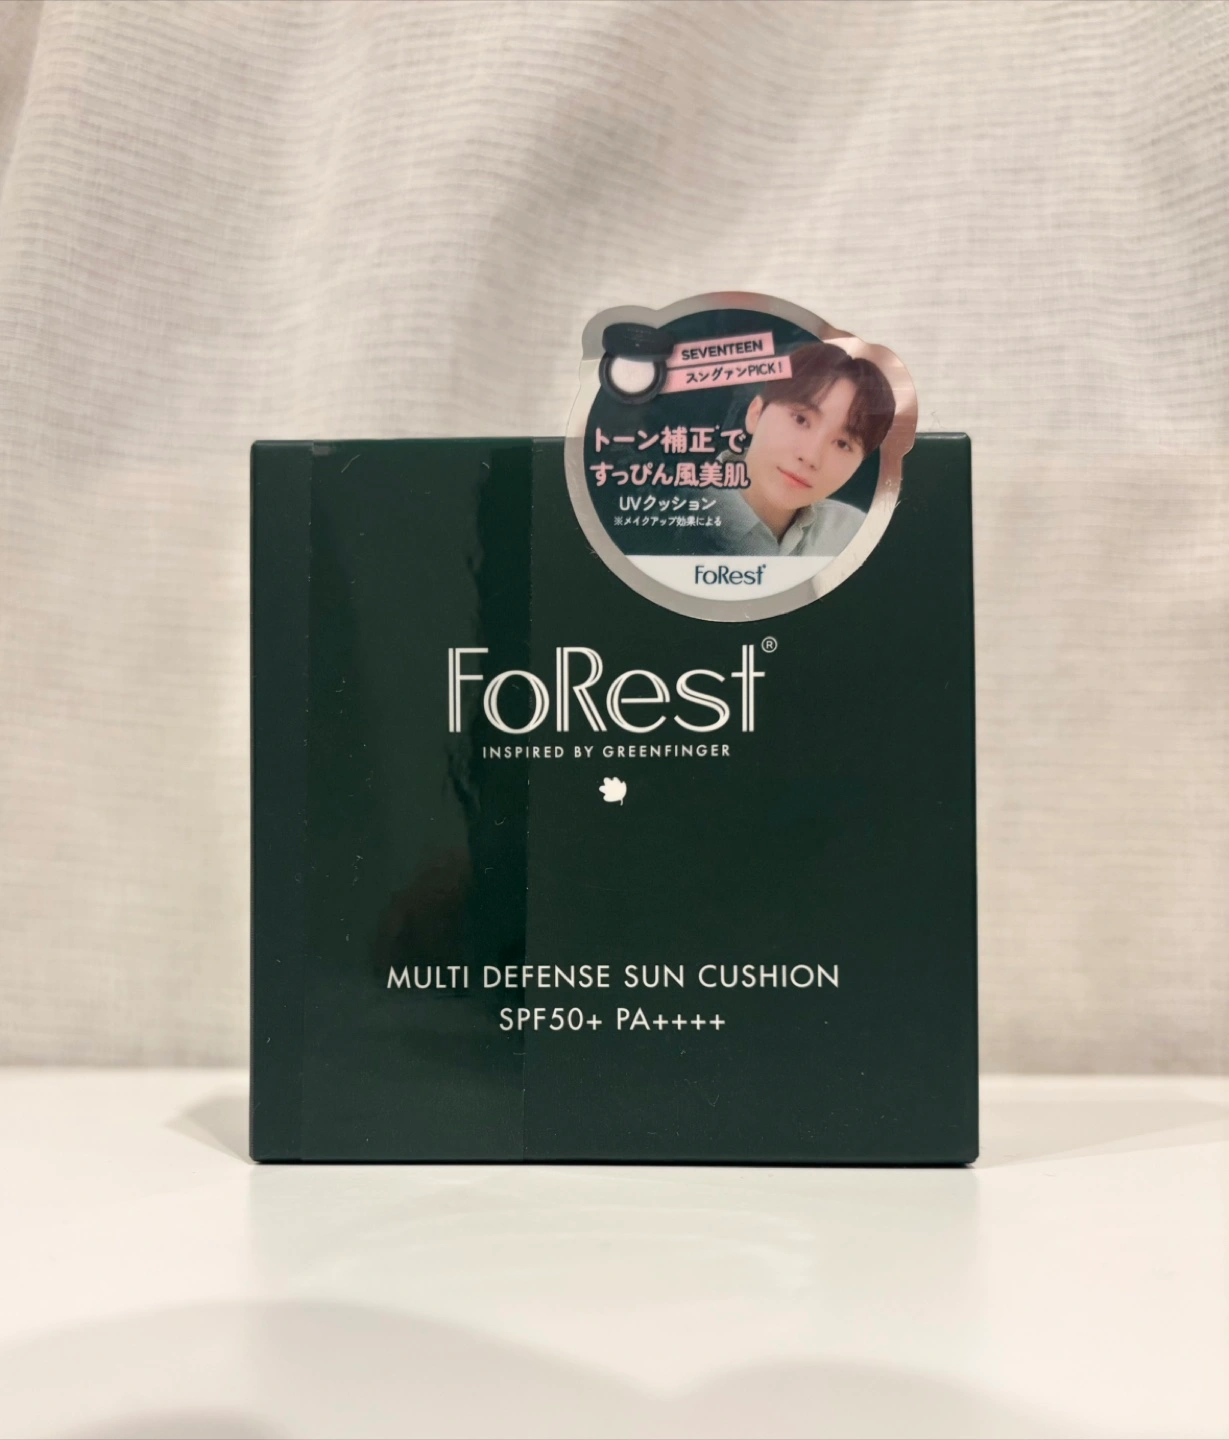 SEVENTEEN
スングァンPICK!
トーン補正*で
すっぴん風美肌
UVクッション
※メイクアップ効果による
FoRest
FoRest®
INSPIRED BY GREENFINGER
MULTI DEFENSE SUN CUSHION
SPF50+ PA++++